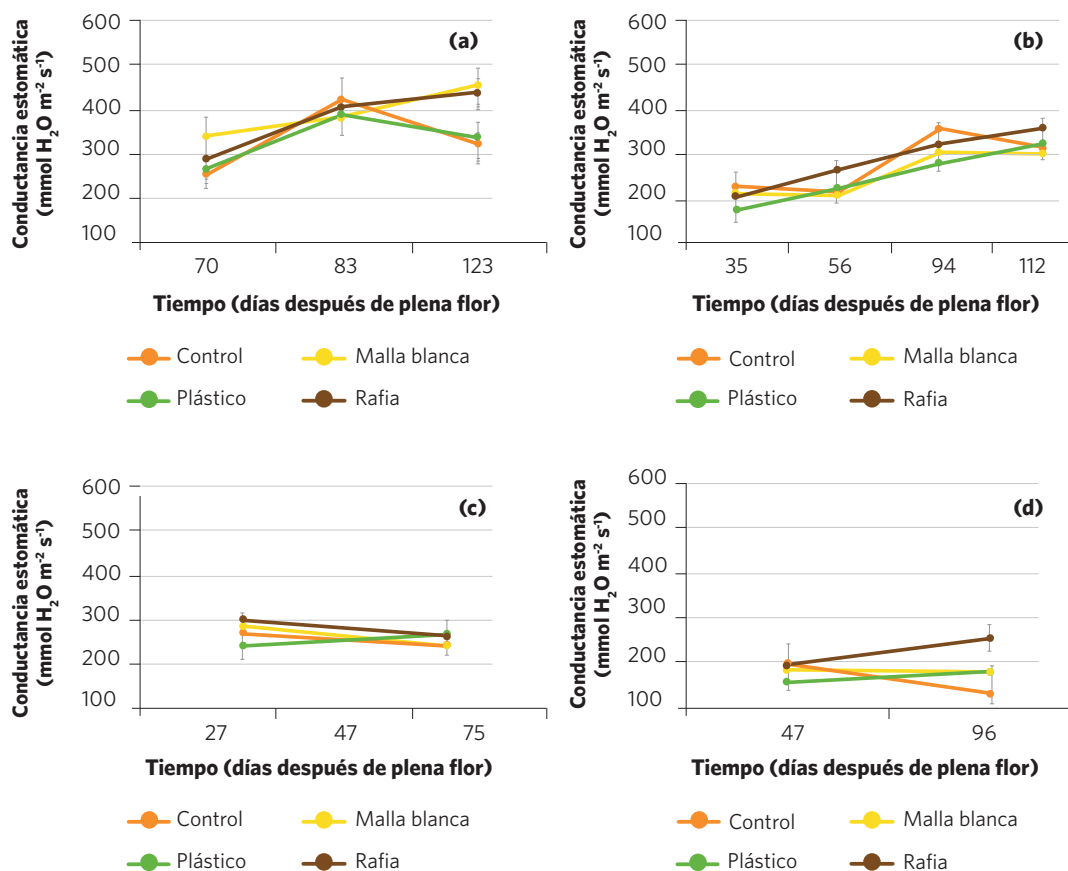 (a)
Conductancia estomática
(mmol H₂O m⁻² s⁻¹)
600
500
400
300
200
100
70 83 123
Tiempo (días después de plena flor)
Control Malla blanca
Plástico Rafia
(b)
Conductancia estomática
(mmol H₂O m⁻² s⁻¹)
600
500
400
300
200
100
35 56 94 112
Tiempo (días después de plena flor)
Control Malla blanca
Plástico Rafia
(c)
Conductancia estomática
(mmol H₂O m⁻² s⁻¹)
600
500
400
300
200
100
27 47 75
Tiempo (días después de plena flor)
Control Malla blanca
Plástico Rafia
(d)
Conductancia estomática
(mmol H₂O m⁻² s⁻¹)
600
500
400
300
200
100
47 96
Tiempo (días después de plena flor)
Control Malla blanca
Plástico Rafia